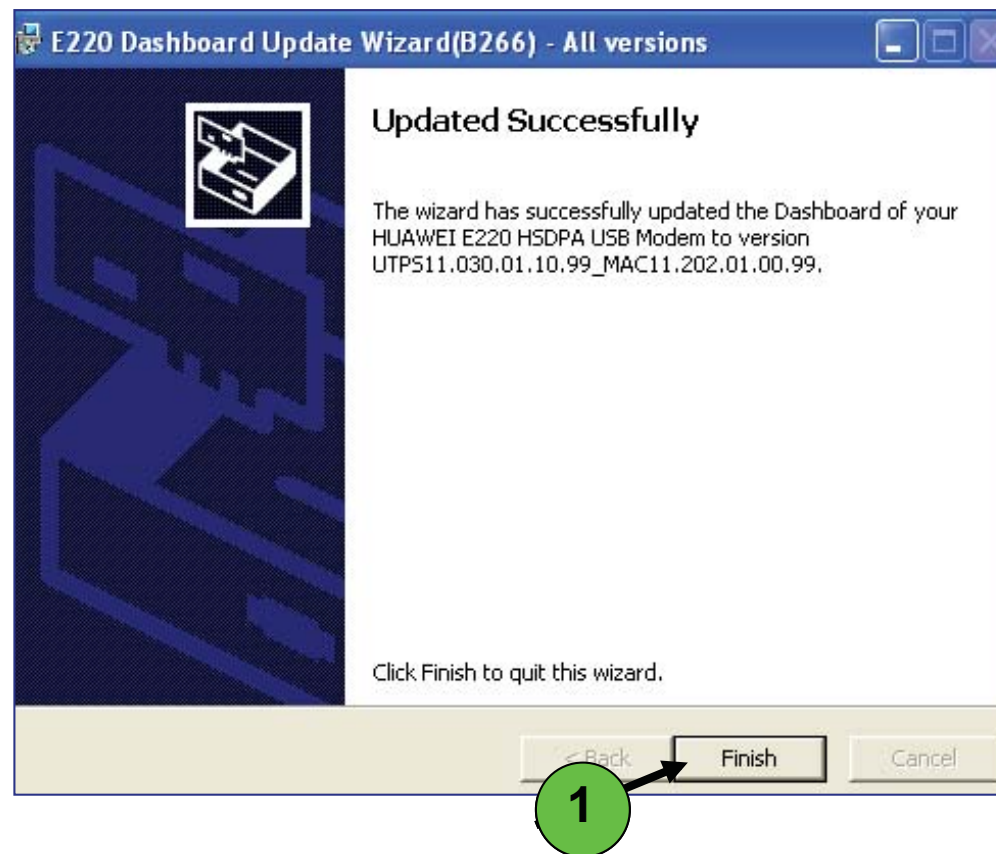 E220 Dashboard Update Wizard(B266) - All versions
Updated Successfully
The wizard has successfully updated the Dashboard of your
HUAWEI E220 HSDPA USB Modem to version
UTPS11.030.01.10.99_MAC11.202.01.00.99.
Click Finish to quit this wizard.
< Back Finish Cancel
1